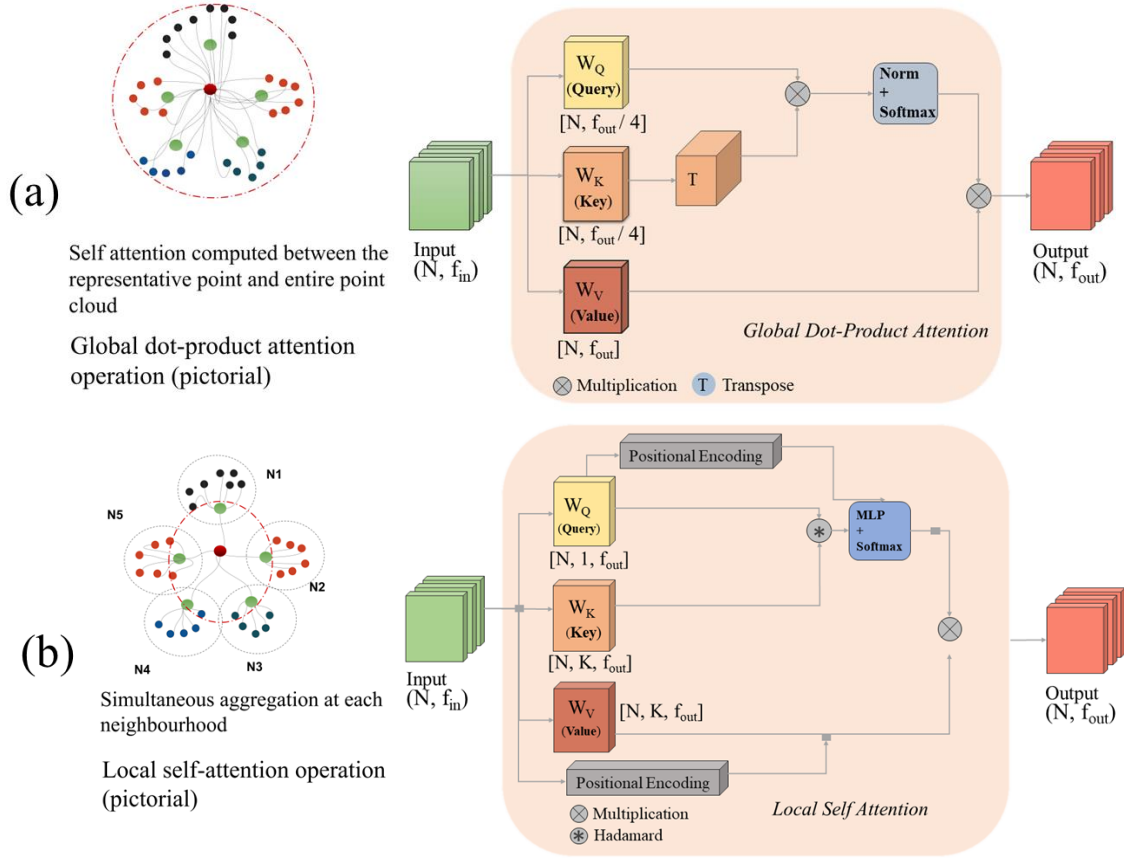 (a)
Self attention computed between the
representative point and entire point
cloud
Global dot-product attention
operation (pictorial)
Input
(N, f_in)
W_Q
(Query)
[N, f_out / 4]
W_K
(Key)
[N, f_out / 4]
T
W_V
(Value)
[N, f_out]
Norm
+
Softmax
Output
(N, f_out)
Global Dot-Product Attention
Multiplication
T Transpose
(b)
N1
N5
N2
N4
N3
Simultaneous aggregation at each
neighbourhood
Local self-attention operation
(pictorial)
Input
(N, f_in)
Positional Encoding
W_Q
(Query)
[N, 1, f_out]
W_K
(Key)
[N, K, f_out]
W_V
(Value)
[N, K, f_out]
Positional Encoding
*
MLP
+
Softmax
Output
(N, f_out)
Local Self Attention
Multiplication
* Hadamard